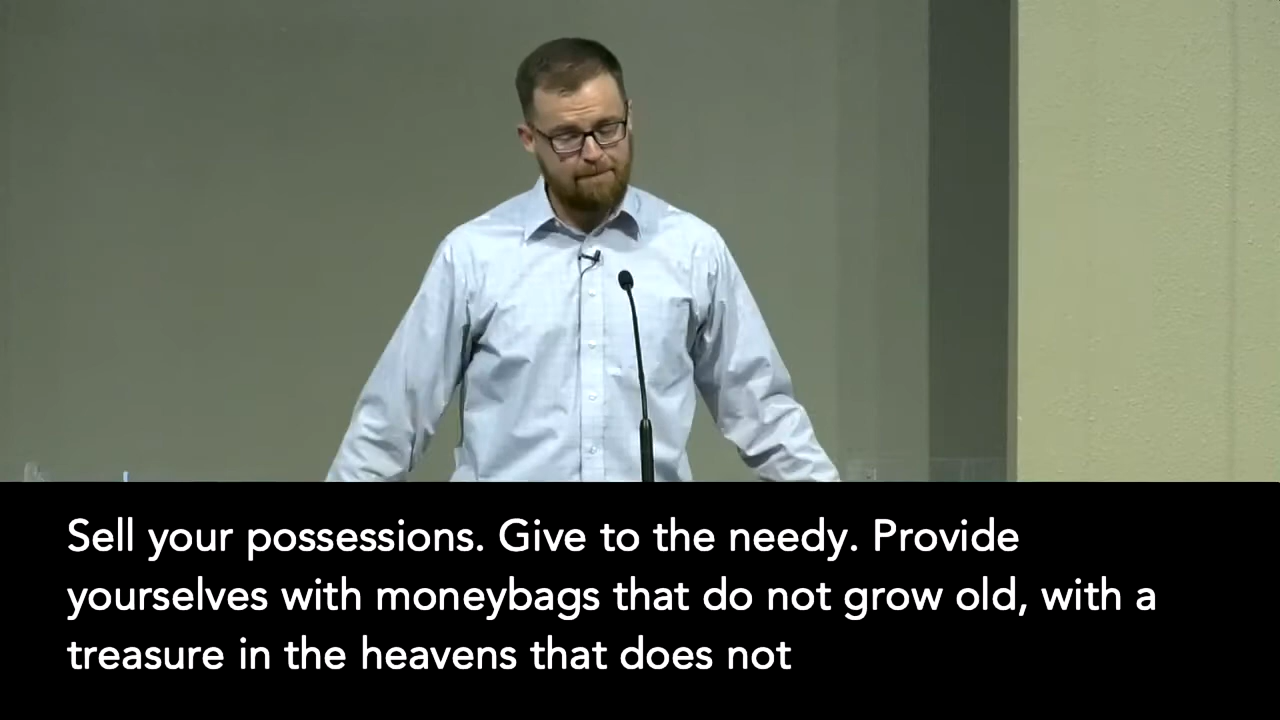 Sell your possessions. Give to the needy. Provide
yourselves with moneybags that do not grow old, with a
treasure in the heavens that does not